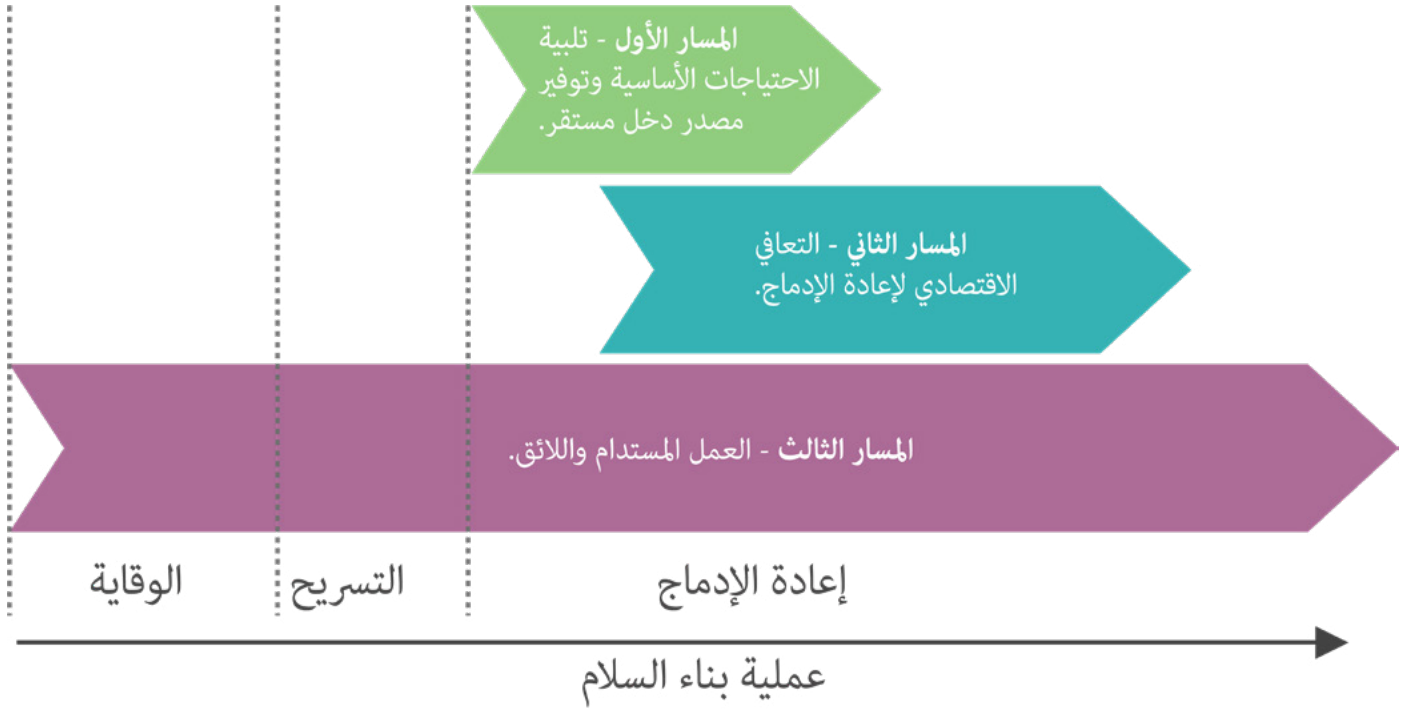 المسار الأول - تلبية
الاحتياجات الأساسية وتوفير
مصدر دخل مستقر.
المسار الثاني - التعافي
الاقتصادي لإعادة الإدماج.
المسار الثالث - العمل المستدام واللائق.
الوقاية
التسريح
إعادة الإدماج
عملية بناء السلام